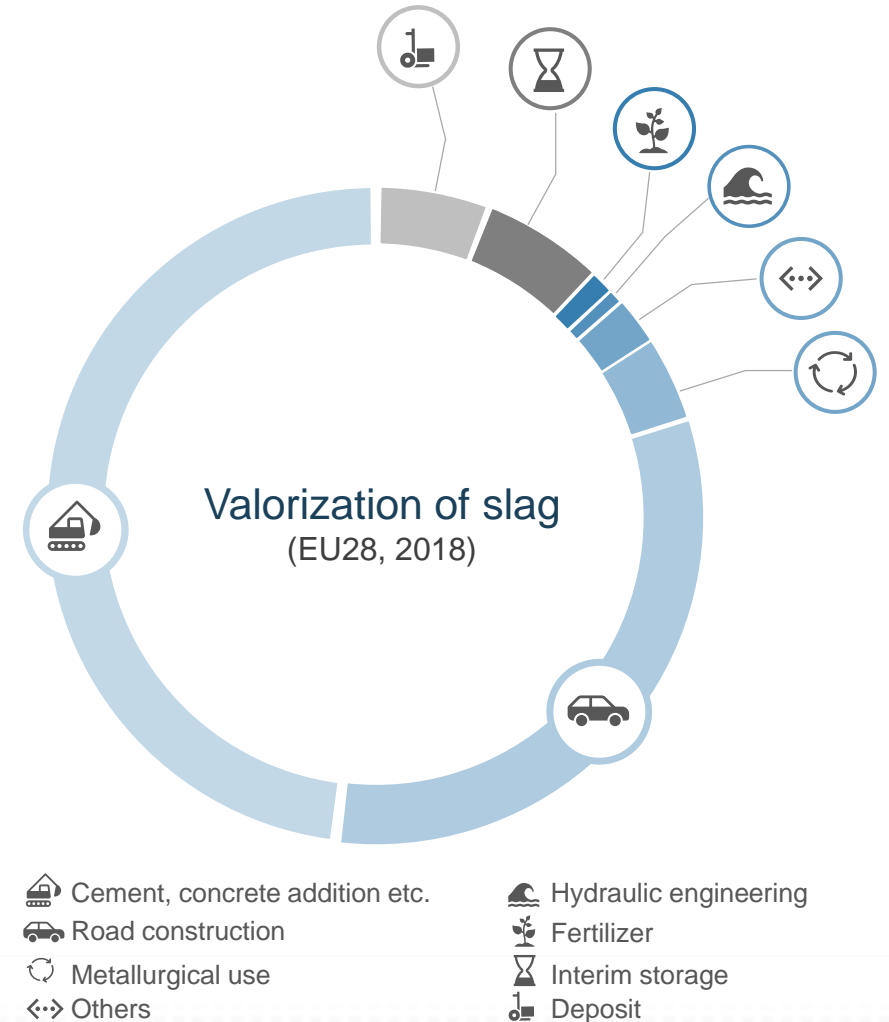 Valorization of slag
(EU28, 2018)
Cement, concrete addition etc.
Road construction
Metallurgical use
Others
Hydraulic engineering
Fertilizer
Interim storage
Deposit